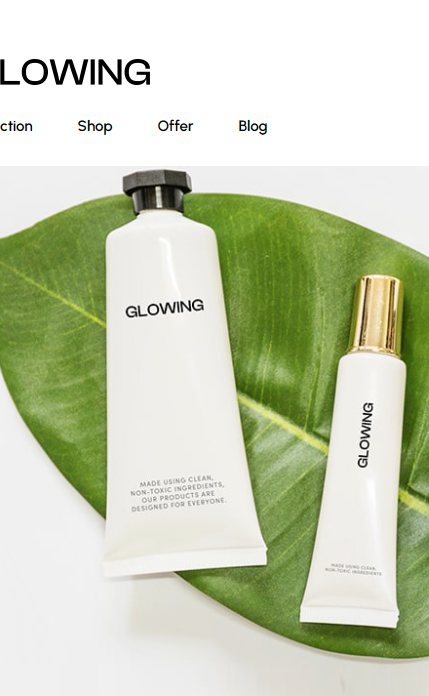 LOWING
ction Shop Offer Blog
GLOWING
MADE USING CLEAN,
NON-TOXIC INGREDIENTS,
OUR PRODUCTS ARE
DESIGNED FOR EVERYONE.
GLOWING
MADE USING CLEAN,
NON-TOXIC INGREDIENTS